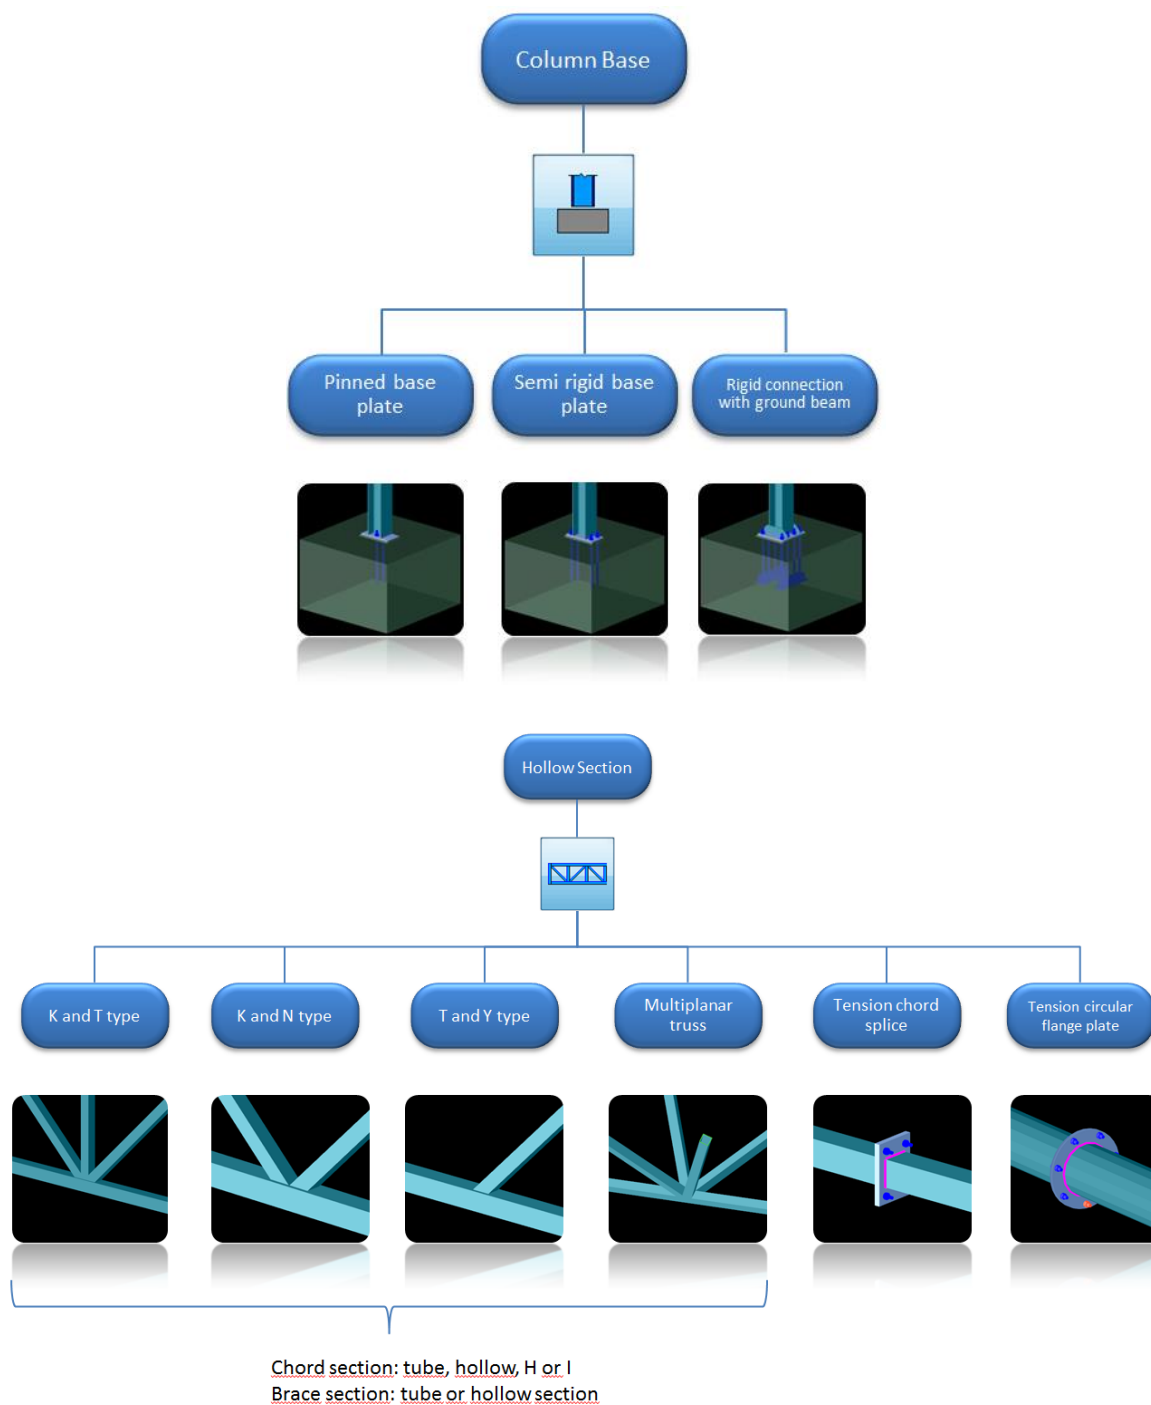 Column Base
Pinned base
plate
Semi rigid base
plate
Rigid connection
with ground beam
Hollow Section
K and T type
K and N type
T and Y type
Multiplanar
truss
Tension chord
splice
Tension circular
flange plate
Chord section: tube, hollow, H or I
Brace section: tube or hollow section